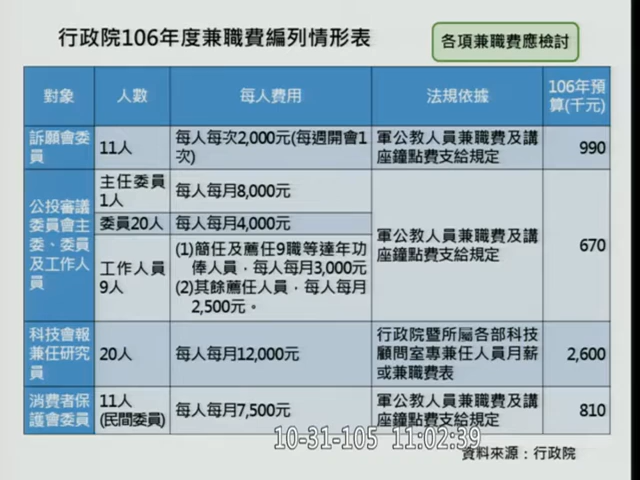 行政院106年度兼職費編列情形表
各項兼職費應檢討
對象
人數
每人費用
法規依據
106年預
算(千元)
訴願會委
員
11人
每人每次2,000元(每週開會1
次)
軍公教人員兼職費及講
座鐘點費支給規定
990
公投審議
委員會主
委、委員
及工作人
員
主任委員
1人
每人每月8,000元
委員20人
每人每月4,000元
工作人員
9人
(1)簡任及薦任9職等達年功
俸人員，每人每月3,000元
(2)其餘薦任人員，每人每月
2,500元。
軍公教人員兼職費及講
座鐘點費支給規定
670
科技會報
兼任研究
員
20人
每人每月12,000元
行政院暨所屬各部科技
顧問室專兼任人員月薪
或兼職費表
2,600
消費者保
護會委員
11人
(民間委員)
每人每月7,500元
軍公教人員兼職費及講
座鐘點費支給規定
810
10-31-105 11:02:39
資料來源：行政院